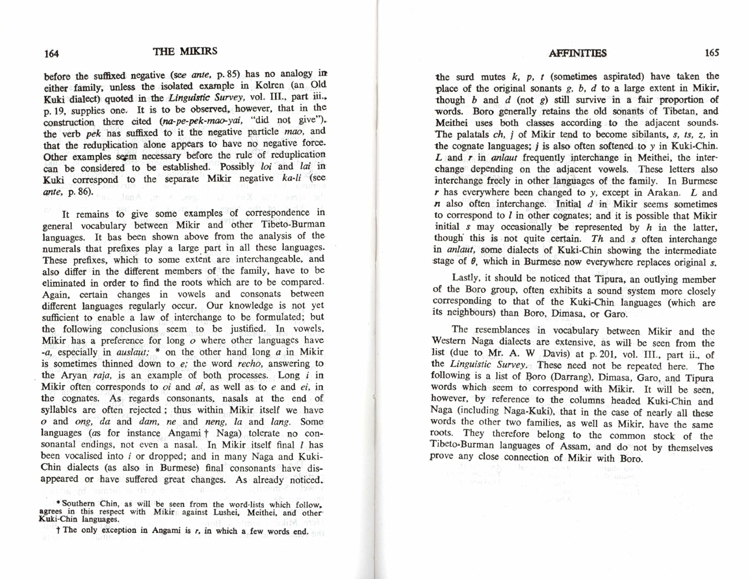 164
THE MIKIRS
before the suffixed negative (see ante, p. 85) has no analogy in
either family, unless the isolated example in Kolren (an Old
Kuki dialect) quoted in the Linguistic Survey, vol. III., part iii.,
p. 19, supplies one. It is to be observed, however, that in the
construction there cited (na-pe-pek-mao-yai, "did not give"),
the verb pek has suffixed to it the negative particle mao, and
that the reduplication alone appears to have no negative force.
Other examples seem necessary before the rule of reduplication
can be considered to be established. Possibly loi and lai in
Kuki correspond to the separate Mikir negative ka-li (see
ante, p. 86).
It remains to give some examples of correspondence in
general vocabulary between Mikir and other Tibeto-Burman
languages. It has been shown above from the analysis of the
numerals that prefixes play a large part in all these languages.
These prefixes, which to some extent are interchangeable, and
also differ in the different members of the family, have to be
eliminated in order to find the roots which are to be compared.
Again, certain changes in vowels and consonats between
different languages regularly occur. Our knowledge is not yet
sufficient to enable a law of interchange to be formulated; but
the following conclusions seem to be justified. In vowels,
Mikir has a preference for long o where other languages have
-a, especially in auslaut; * on the other hand long a in Mikir
is sometimes thinned down to e; the word recho, answering to
the Aryan raja, is an example of both processes. Long i in
Mikir often corresponds to oi and al, as well as to e and ei, in
the cognates. As regards consonants, nasals at the end of
syllables are often rejected; thus within Mikir itself we have
o and ong, da and dam, ne and neng, la and lang. Some
languages (as for instance Angami † Naga) tolerate no con-
sonantal endings, not even a nasal. In Mikir itself final l has
been vocalised into i or dropped; and in many Naga and Kuki-
Chin dialects (as also in Burmese) final consonants have dis-
appeared or have suffered great changes. As already noticed,
* Southern Chin, as will be seen from the word-lists which follow,
agrees in this respect with Mikir against Lushei, Meithei, and other
Kuki-Chin languages.
† The only exception in Angami is r, in which a few words end.
AFFINITIES
165
the surd mutes k, p, t (sometimes aspirated) have taken the
place of the original sonants g, b, d to a large extent in Mikir,
though b and d (not g) still survive in a fair proportion of
words. Boro generally retains the old sonants of Tibetan, and
Meithei uses both classes according to the adjacent sounds.
The palatals ch, j of Mikir tend to become sibilants, s, ts, z, in
the cognate languages; j is also often softened to y in Kuki-Chin.
L and r in anlaut frequently interchange in Meithei, the inter-
change depending on the adjacent vowels. These letters also
interchange freely in other languages of the family. In Burmese
r has everywhere been changed to y, except in Arakan. L and
n also often interchange. Initial d in Mikir seems sometimes
to correspond to l in other cognates; and it is possible that Mikir
initial s may occasionally be represented by h in the latter,
though this is not quite certain. Th and s often interchange
in anlaut, some dialects of Kuki-Chin showing the intermediate
stage of θ, which in Burmese now everywhere replaces original s.
Lastly, it should be noticed that Tipura, an outlying member
of the Boro group, often exhibits a sound system more closely
corresponding to that of the Kuki-Chin languages (which are
its neighbours) than Boro, Dimasa, or Garo.
The resemblances in vocabulary between Mikir and the
Western Naga dialects are extensive, as will be seen from the
list (due to Mr. A. W Davis) at p. 201, vol. III., part ii., of
the Linguistic Survey. These need not be repeated here. The
following is a list of Boro (Darrang), Dimasa, Garo, and Tipura
words which seem to correspond with Mikir. It will be seen,
however, by reference to the columns headed Kuki-Chin and
Naga (including Naga-Kuki), that in the case of nearly all these
words the other two families, as well as Mikir, have the same
roots. They therefore belong to the common stock of the
Tibeto-Burman languages of Assam, and do not by themselves
prove any close connection of Mikir with Boro.